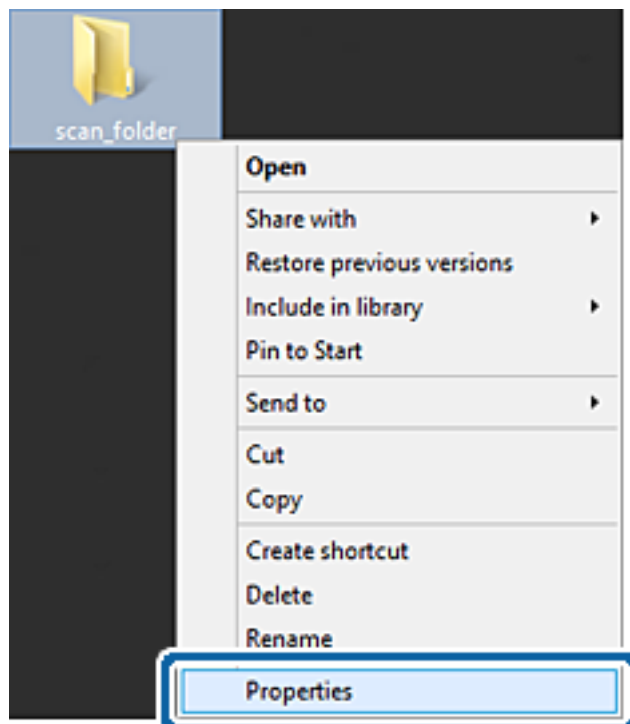 scan_folder
Open
Share with
Restore previous versions
Include in library
Pin to Start
Send to
Cut
Copy
Create shortcut
Delete
Rename
Properties